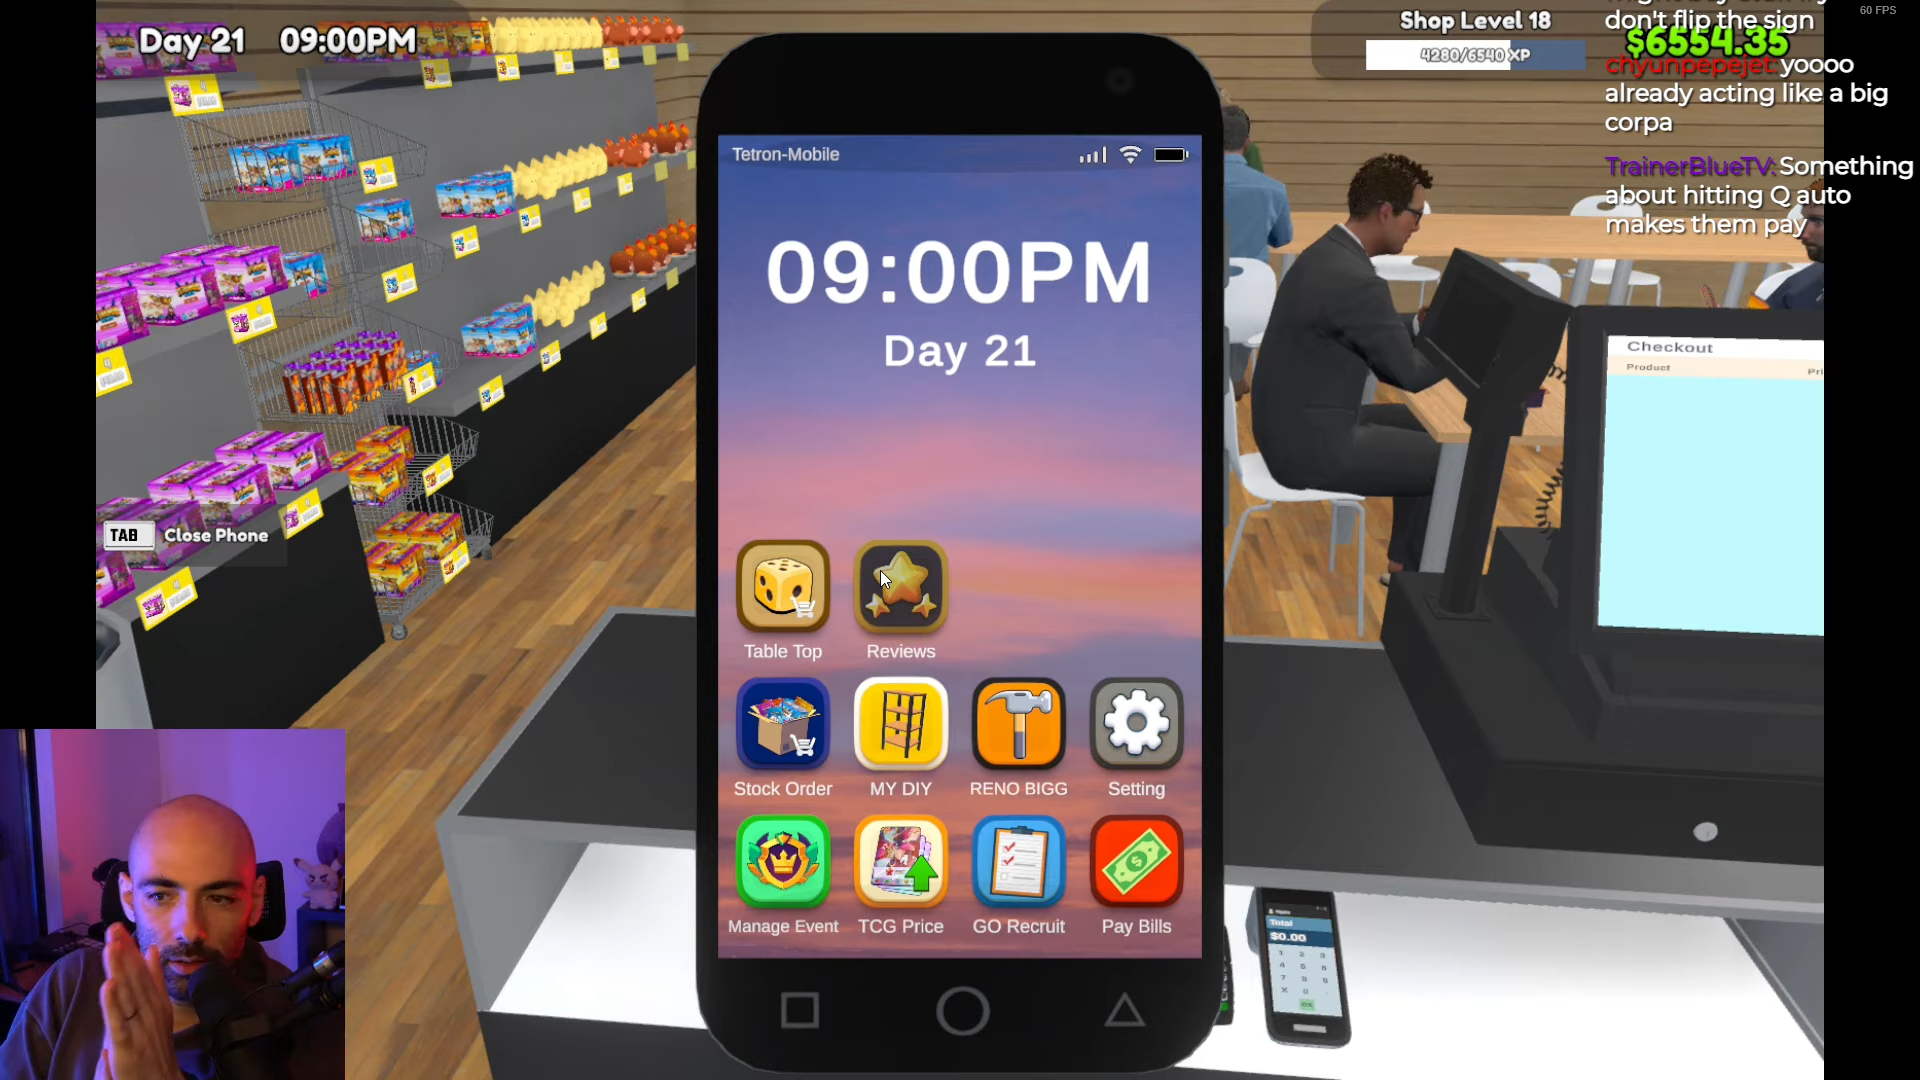 Day 21 09:00PM
Shop Level 18
4280/6540 XP
$6554.35
60 FPS
don't flip the sign
chyunpepejet: yoooo
already acting like a big
corpa
TrainerBlueTV: Something
about hitting Q auto
makes them pay
Tetron-Mobile
09:00PM
Day 21
TAB Close Phone
Table Top
Reviews
Stock Order
MY DIY
RENO BIGG
Setting
Manage Event
TCG Price
GO Recruit
Pay Bills
Checkout
Product
Total
$0.00